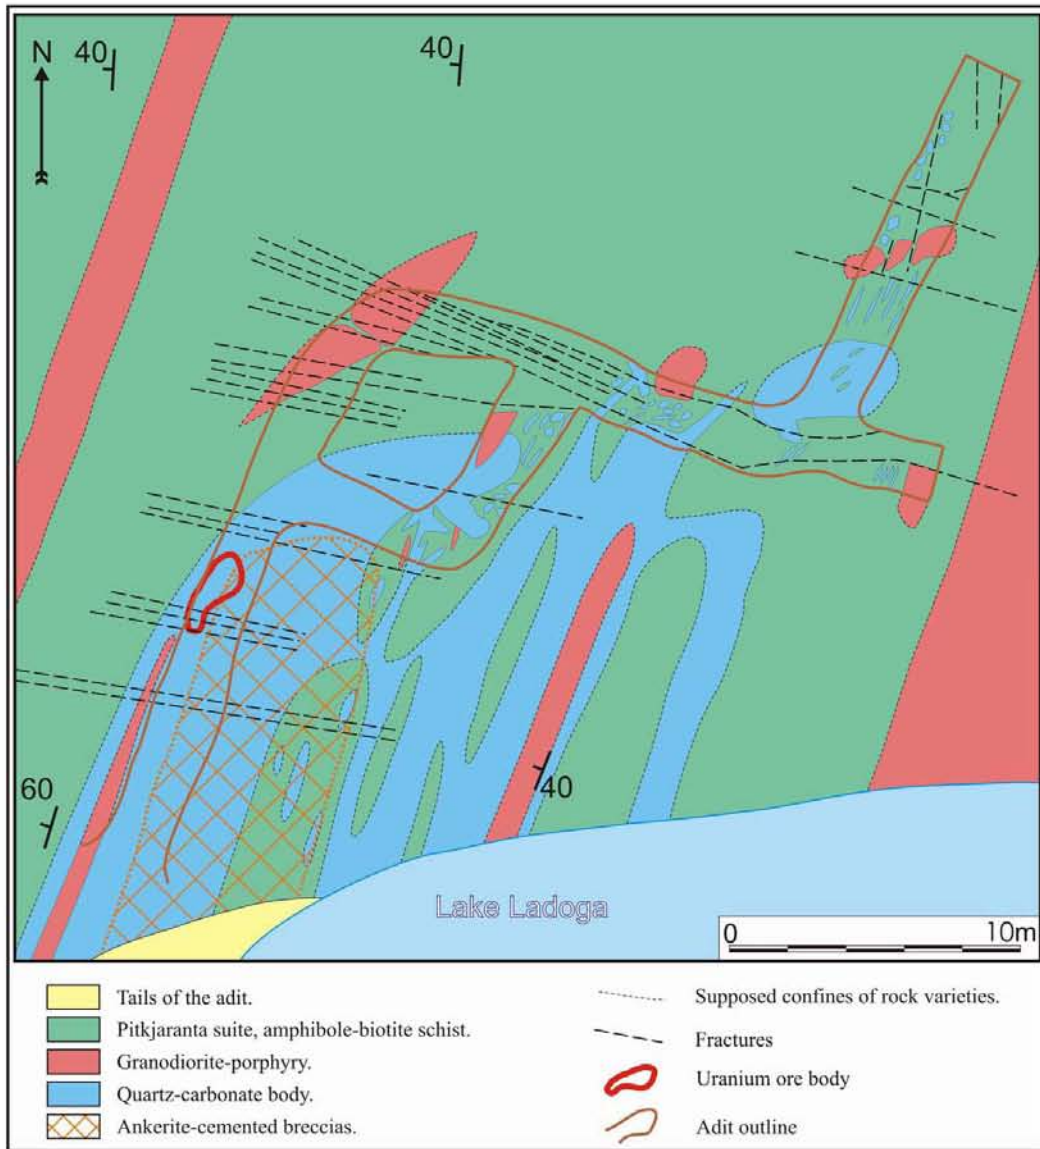 N
40
40
60
40
Lake Ladoga
0 10m
Tails of the adit.
Pitkjaranta suite, amphibole-biotite schist.
Granodiorite-porphyry.
Quartz-carbonate body.
Ankerite-cemented breccias.
Supposed confines of rock varieties.
Fractures
Uranium ore body
Adit outline